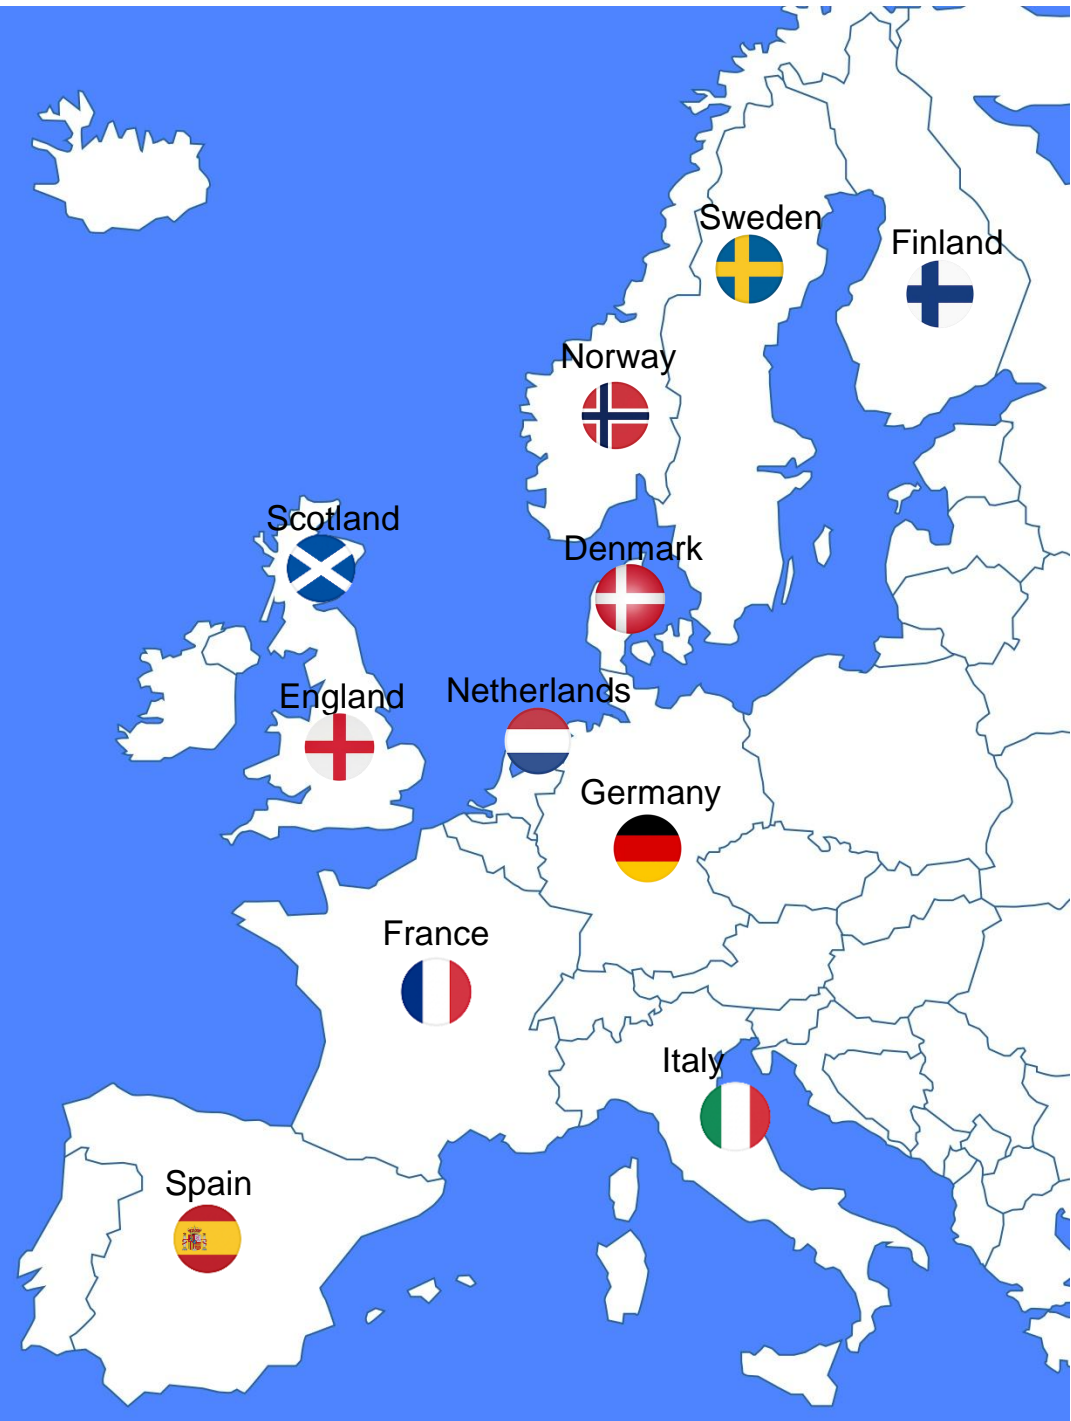 Sweden
Finland
Norway
Scotland
Denmark
Netherlands
England
Germany
France
Italy
Spain